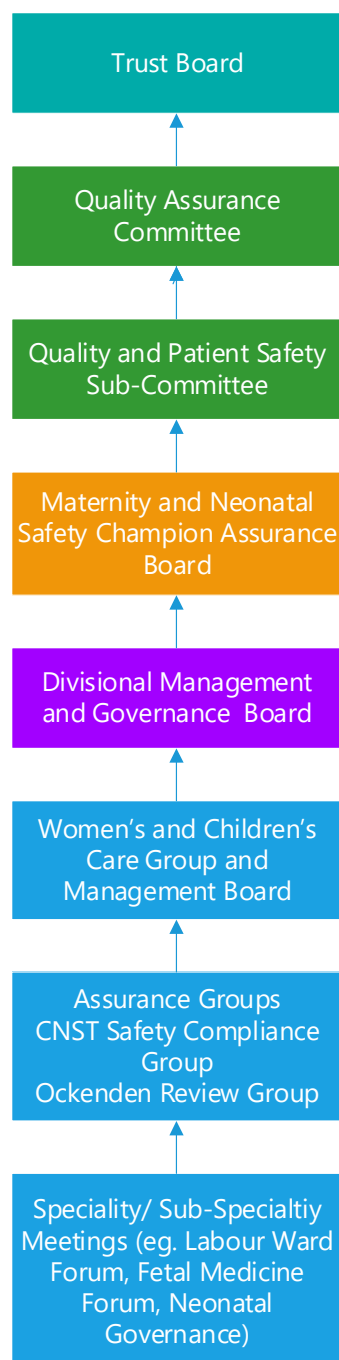 Trust Board
Quality Assurance
Committee
Quality and Patient Safety
Sub-Committee
Maternity and Neonatal
Safety Champion Assurance
Board
Divisional Management
and Governance  Board
Women’s and Children’s
Care Group and
Management Board
Assurance Groups
CNST Safety Compliance
Group
Ockenden Review Group
Speciality/ Sub-Specialtiy
Meetings (eg. Labour Ward
Forum, Fetal Medicine
Forum, Neonatal
Governance)